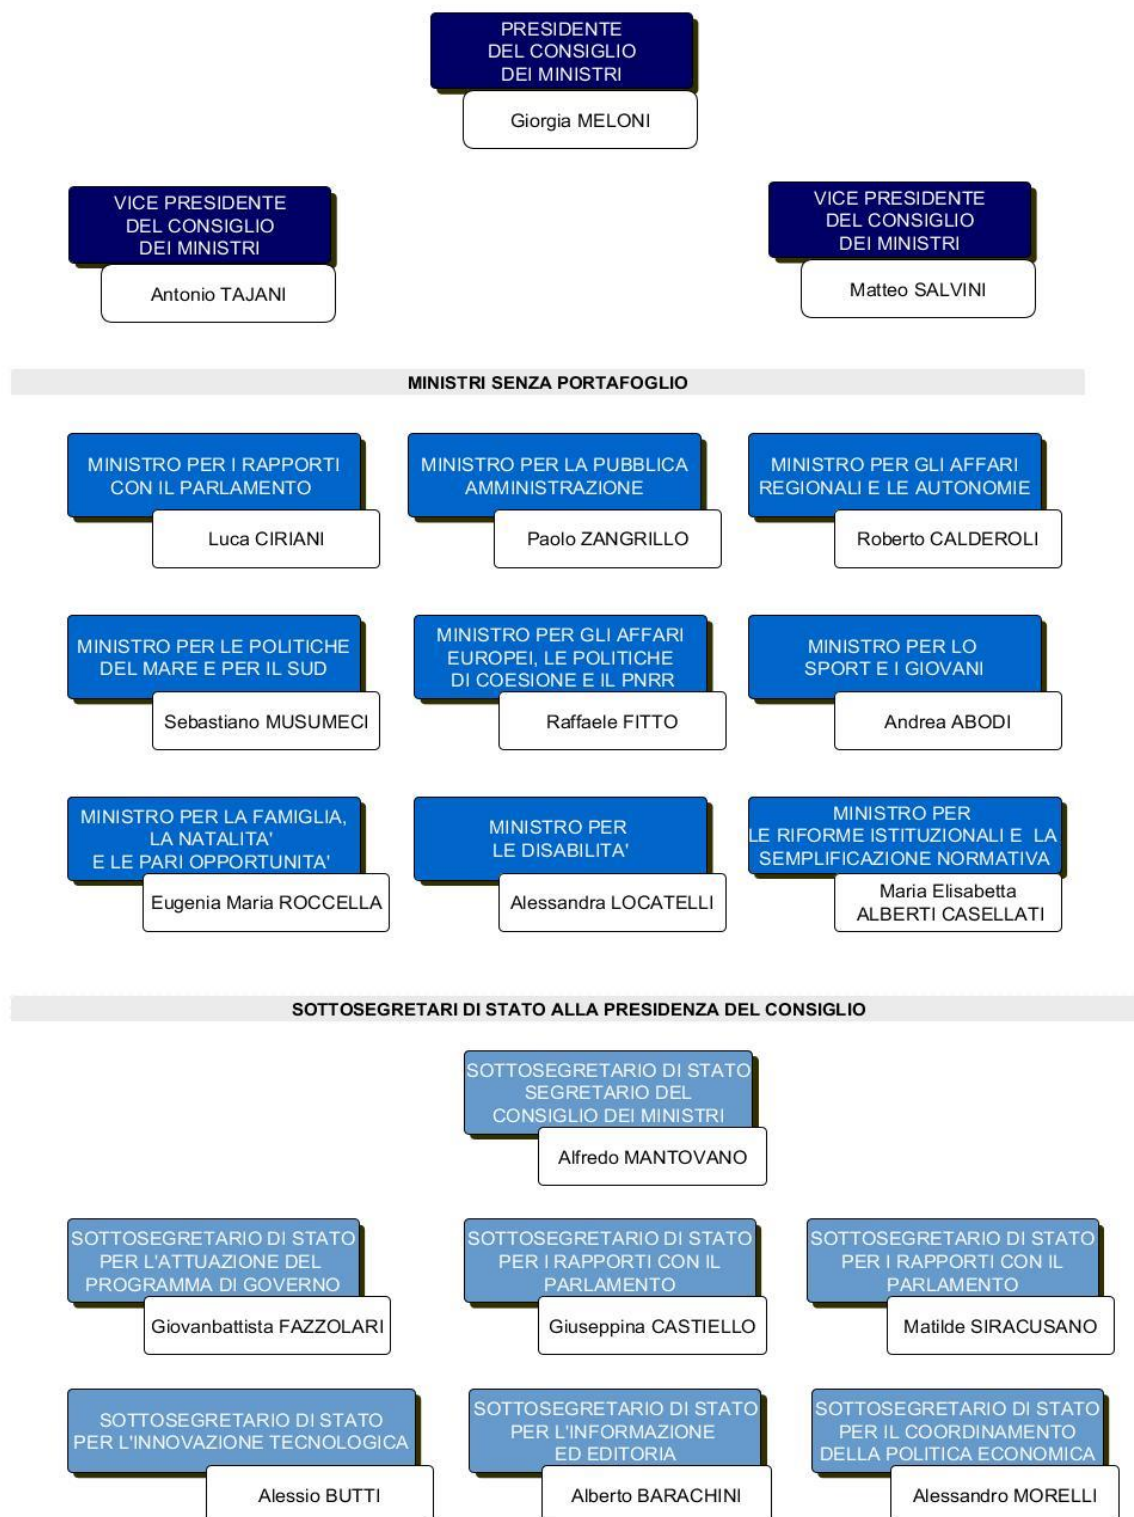 PRESIDENTE
DEL CONSIGLIO
DEI MINISTRI
Giorgia MELONI
VICE PRESIDENTE
DEL CONSIGLIO
DEI MINISTRI
Antonio TAJANI
VICE PRESIDENTE
DEL CONSIGLIO
DEI MINISTRI
Matteo SALVINI
MINISTRI SENZA PORTAFOGLIO
MINISTRO PER I RAPPORTI
CON IL PARLAMENTO
Luca CIRIANI
MINISTRO PER LA PUBBLICA
AMMINISTRAZIONE
Paolo ZANGRILLO
MINISTRO PER GLI AFFARI
REGIONALI E LE AUTONOMIE
Roberto CALDEROLI
MINISTRO PER LE POLITICHE
DEL MARE E PER IL SUD
Sebastiano MUSUMECI
MINISTRO PER GLI AFFARI
EUROPEI, LE POLITICHE
DI COESIONE E IL PNRR
Raffaele FITTO
MINISTRO PER LO
SPORT E I GIOVANI
Andrea ABODI
MINISTRO PER LA FAMIGLIA,
LA NATALITA'
E LE PARI OPPORTUNITA'
Eugenia Maria ROCCELLA
MINISTRO PER
LE DISABILITA'
Alessandra LOCATELLI
MINISTRO PER
LE RIFORME ISTITUZIONALI E LA
SEMPLIFICAZIONE NORMATIVA
Maria Elisabetta
ALBERTI CASELLATI
SOTTOSEGRETARI DI STATO ALLA PRESIDENZA DEL CONSIGLIO
SOTTOSEGRETARIO DI STATO
SEGRETARIO DEL
CONSIGLIO DEI MINISTRI
Alfredo MANTOVANO
SOTTOSEGRETARIO DI STATO
PER L'ATTUAZIONE DEL
PROGRAMMA DI GOVERNO
Giovanbattista FAZZOLARI
SOTTOSEGRETARIO DI STATO
PER I RAPPORTI CON IL
PARLAMENTO
Giuseppina CASTIELLO
SOTTOSEGRETARIO DI STATO
PER I RAPPORTI CON IL
PARLAMENTO
Matilde SIRACUSANO
SOTTOSEGRETARIO DI STATO
PER L'INNOVAZIONE TECNOLOGICA
Alessio BUTTI
SOTTOSEGRETARIO DI STATO
PER L'INFORMAZIONE
ED EDITORIA
Alberto BARACHINI
SOTTOSEGRETARIO DI STATO
PER IL COORDINAMENTO
DELLA POLITICA ECONOMICA
Alessandro MORELLI